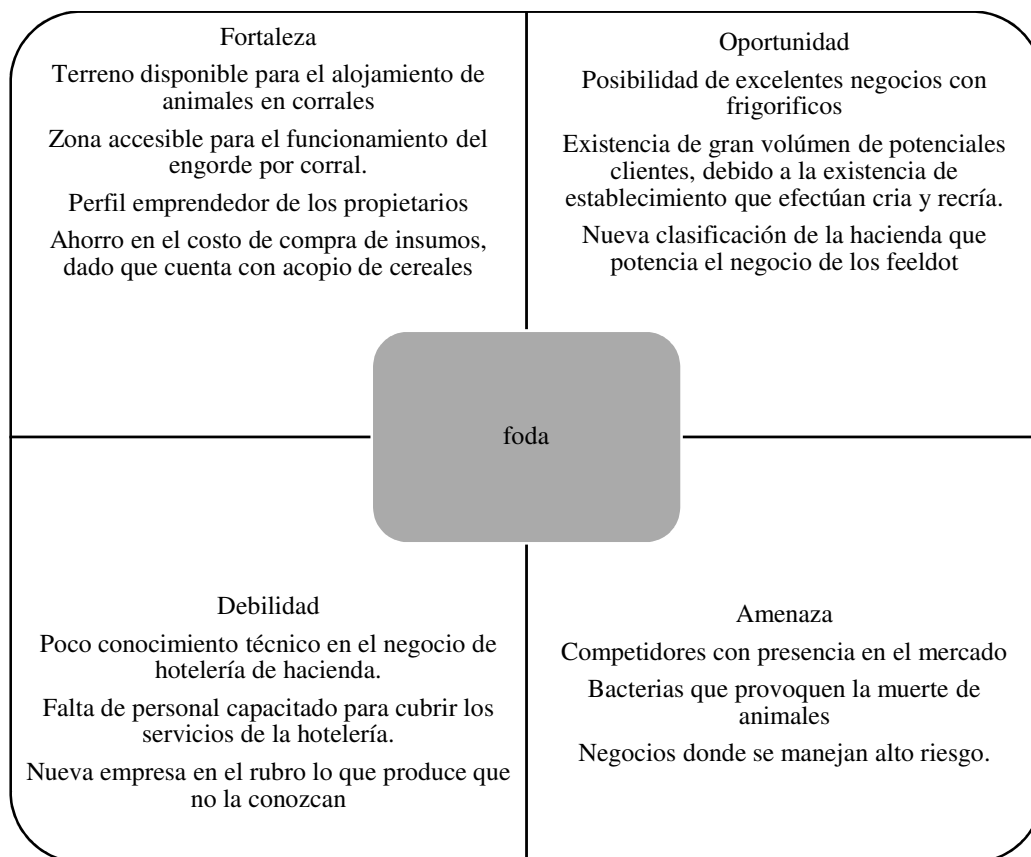 Fortaleza
Terreno disponible para el alojamiento de
animales en corrales
Zona accesible para el funcionamiento del
engorde por corral.
Perfil emprendedor de los propietarios
Ahorro en el costo de compra de insumos,
dado que cuenta con acopio de cereales
Oportunidad
Posibilidad de excelentes negocios con
frigorificos
Existencia de gran volúmen de potenciales
clientes, debido a la existencia de
establecimiento que efectúan cria y recría.
Nueva clasificación de la hacienda que
potencia el negocio de los feeldot
foda
Debilidad
Poco conocimiento técnico en el negocio de
hotelería de hacienda.
Falta de personal capacitado para cubrir los
servicios de la hotelería.
Nueva empresa en el rubro lo que produce que
no la conozcan
Amenaza
Competidores con presencia en el mercado
Bacterias que provoquen la muerte de
animales
Negocios donde se manejan alto riesgo.